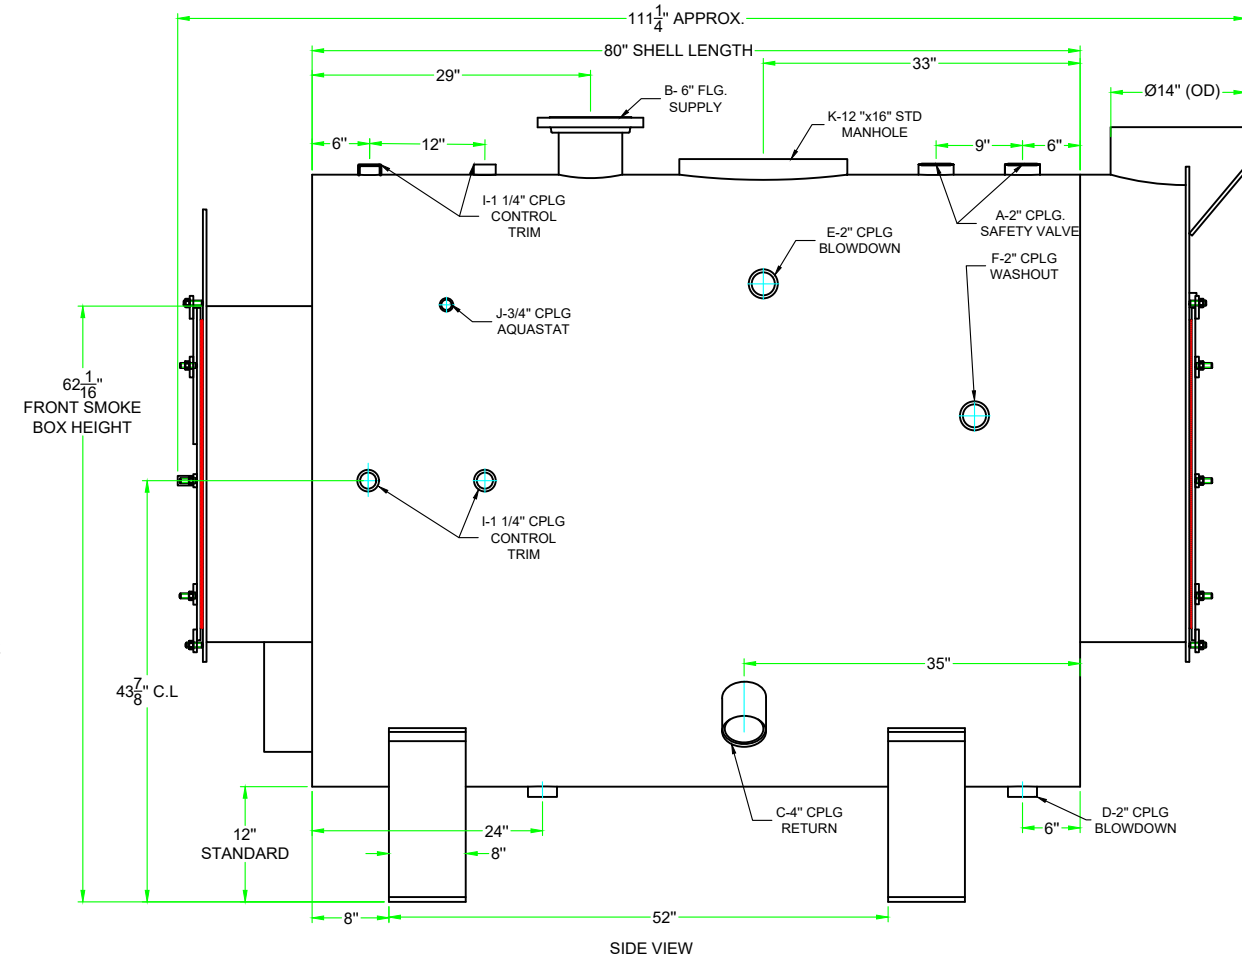 111 1/4" APPROX.
80" SHELL LENGTH
29"
33"
B- 6" FLG.
SUPPLY
Ø14" (OD)
K-12 "x16" STD
MANHOLE
6"
12"
9"
6"
I-1 1/4" CPLG
CONTROL
TRIM
A-2" CPLG.
SAFETY VALVE
E-2" CPLG
BLOWDOWN
F-2" CPLG
WASHOUT
J-3/4" CPLG
AQUASTAT
62 1/16"
FRONT SMOKE
BOX HEIGHT
I-1 1/4" CPLG
CONTROL
TRIM
35"
43 7/8" C.L
C-4" CPLG
RETURN
D-2" CPLG
BLOWDOWN
12"
STANDARD
24"
6"
8"
8"
52"
SIDE VIEW